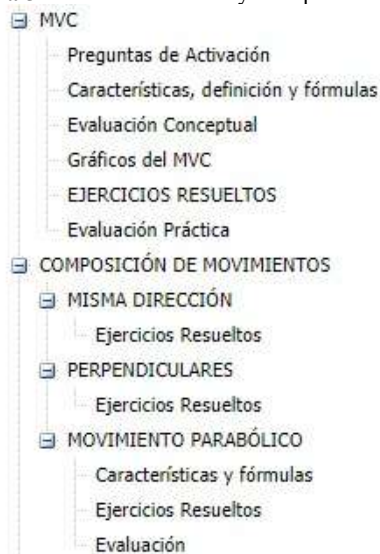 MVC
Preguntas de Activación
Características, definición y fórmulas
Evaluación Conceptual
Gráficos del MVC
EJERCICIOS RESUELTOS
Evaluación Práctica
COMPOSICIÓN DE MOVIMIENTOS
MISMA DIRECCIÓN
Ejercicios Resueltos
PERPENDICULARES
Ejercicios Resueltos
MOVIMIENTO PARABÓLICO
Características y fórmulas
Ejercicios Resueltos
Evaluación